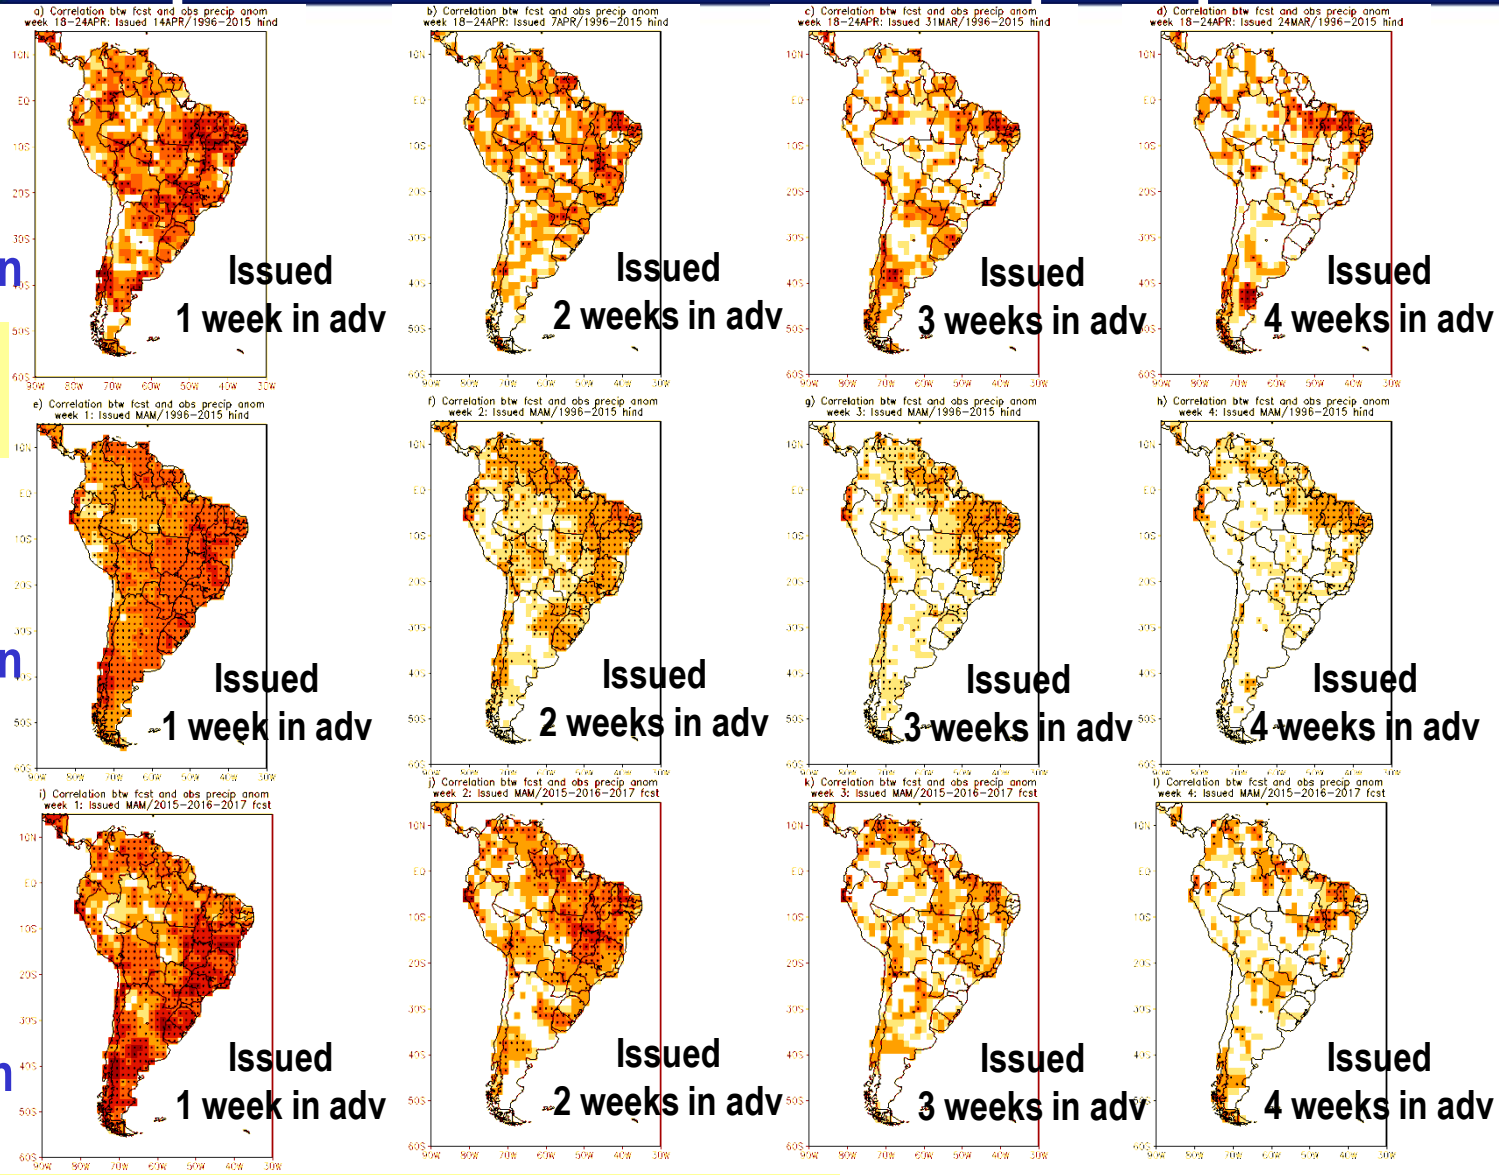 a) Correlation btw fcst and obs precip anom
week 18-24APR: Issued 14APR/1996-2015 hind
b) Correlation btw fcst and obs precip anom
week 18-24APR: Issued 7APR/1996-2015 hind
c) Correlation btw fcst and obs precip anom
week 18-24APR: Issued 31MAR/1996-2015 hind
d) Correlation btw fcst and obs precip anom
week 18-24APR: Issued 24MAR/1996-2015 hind
Issued
1 week in adv
Issued
2 weeks in adv
Issued
3 weeks in adv
Issued
4 weeks in adv
e) Correlation btw fcst and obs precip anom
week 1: Issued MAM/1996-2015 hind
f) Correlation btw fcst and obs precip anom
week 2: Issued MAM/1996-2015 hind
g) Correlation btw fcst and obs precip anom
week 3: Issued MAM/1996-2015 hind
h) Correlation btw fcst and obs precip anom
week 4: Issued MAM/1996-2015 hind
Issued
1 week in adv
Issued
2 weeks in adv
Issued
3 weeks in adv
Issued
4 weeks in adv
i) Correlation btw fcst and obs precip anom
week 1: Issued MAM/2015-2016-2017 fcst
j) Correlation btw fcst and obs precip anom
week 2: Issued MAM/2015-2016-2017 fcst
k) Correlation btw fcst and obs precip anom
week 3: Issued MAM/2015-2016-2017 fcst
l) Correlation btw fcst and obs precip anom
week 4: Issued MAM/2015-2016-2017 fcst
Issued
1 week in adv
Issued
2 weeks in adv
Issued
3 weeks in adv
Issued
4 weeks in adv